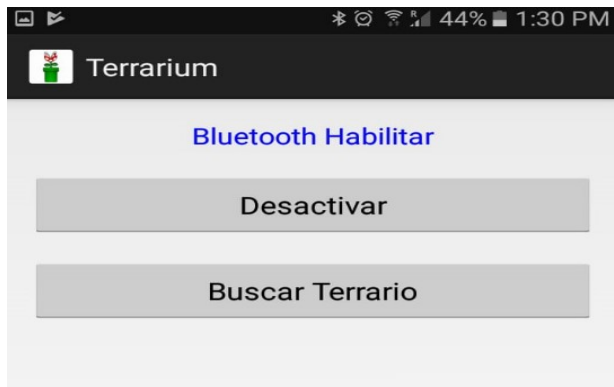 R 44% 1:30 PM
Terrarium
Bluetooth Habilitar
Desactivar
Buscar Terrario